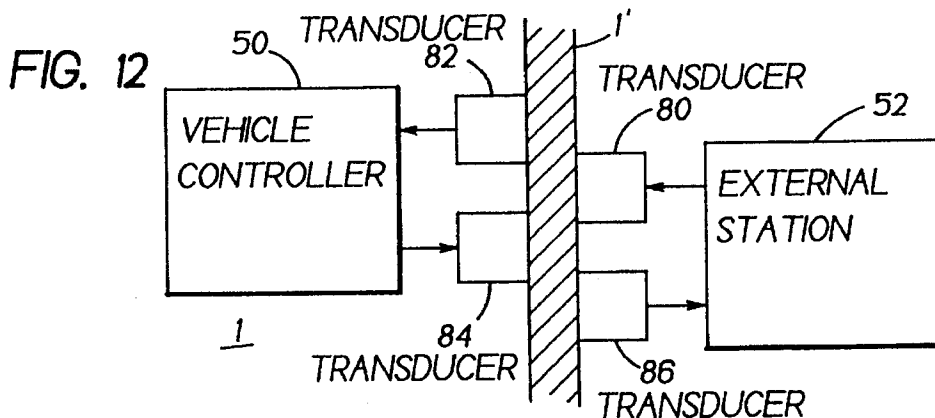 FIG. 12
50
VEHICLE
CONTROLLER
1
TRANSDUCER
82
84
TRANSDUCER
1'
TRANSDUCER
80
86
TRANSDUCER
52
EXTERNAL
STATION